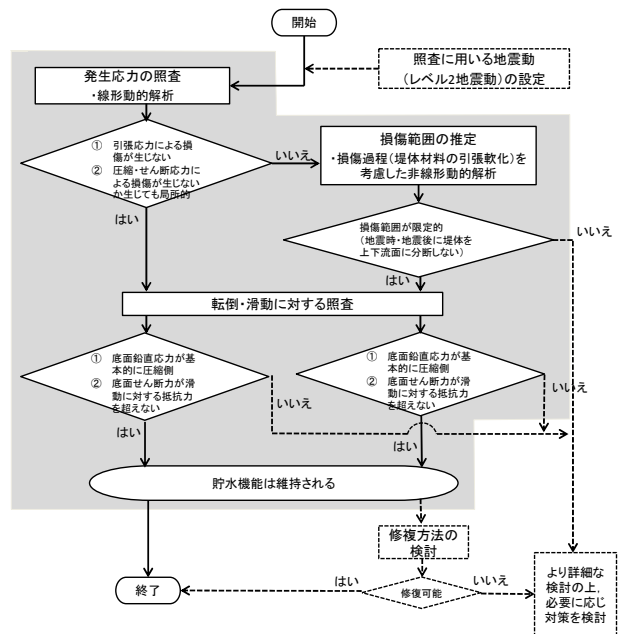 開始
照査に用いる地震動
（レベル2地震動）の設定
発生応力の照査
・線形動的解析
① 引張応力による損
傷が生じない
② 圧縮・せん断応力
による損傷が生じない
か生じても局所的
いいえ
はい
損傷範囲の推定
・損傷過程（堤体材料の引張軟化）を
考慮した非線形動的解析
損傷範囲が限定的
（地震時・地震後に堤体を
上下流面に分断しない）
いいえ
はい
転倒・滑動に対する照査
① 底面鉛直応力が基
本的に圧縮側
② 底面せん断力が滑
動に対する抵抗力
を超えない
いいえ
はい
① 底面鉛直応力が基
本的に圧縮側
② 底面せん断力が滑
動に対する抵抗力
を超えない
いいえ
はい
貯水機能は維持される
修復方法の
検討
修復可能
はい
いいえ
終了
より詳細な
検討の上，
必要に応じ
対策を検討